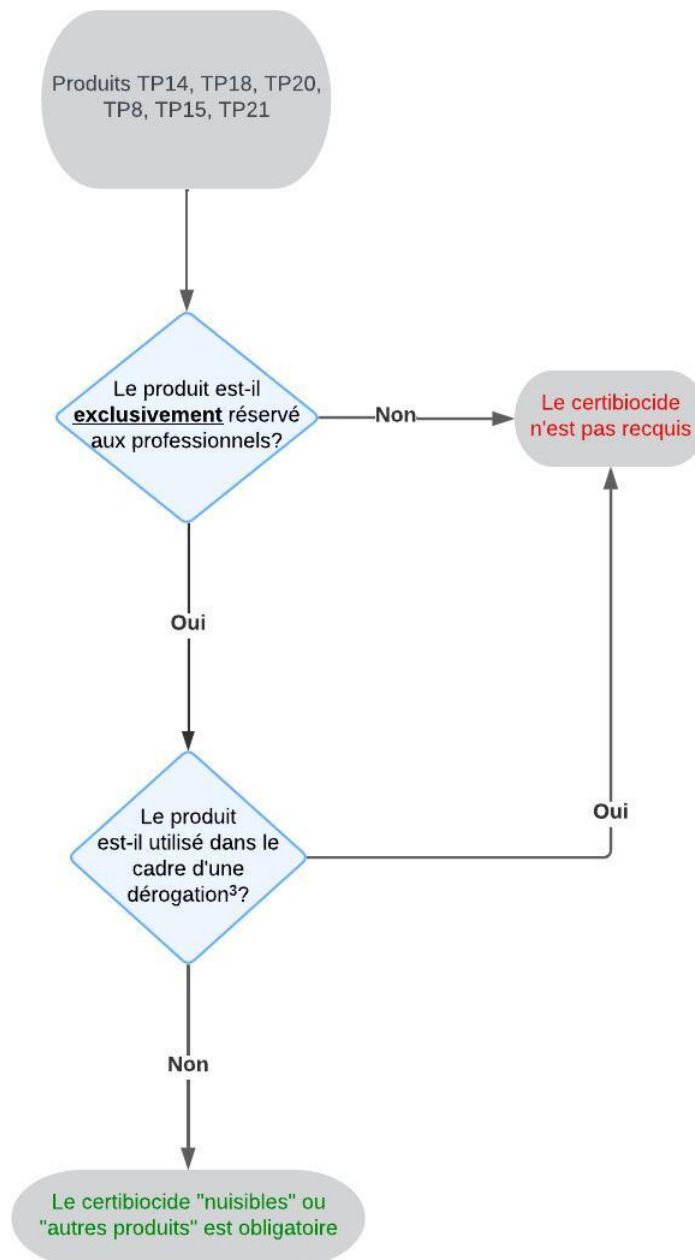 Produits TP14, TP18, TP20,
TP8, TP15, TP21
Le produit est-il
exclusivement réservé
aux professionnels?
Non
Le certibiocide
n'est pas recquis
Oui
Le produit
est-il utilisé dans le
cadre d'une
dérogation³?
Oui
Non
Le certibiocide "nuisibles" ou
"autres produits" est obligatoire